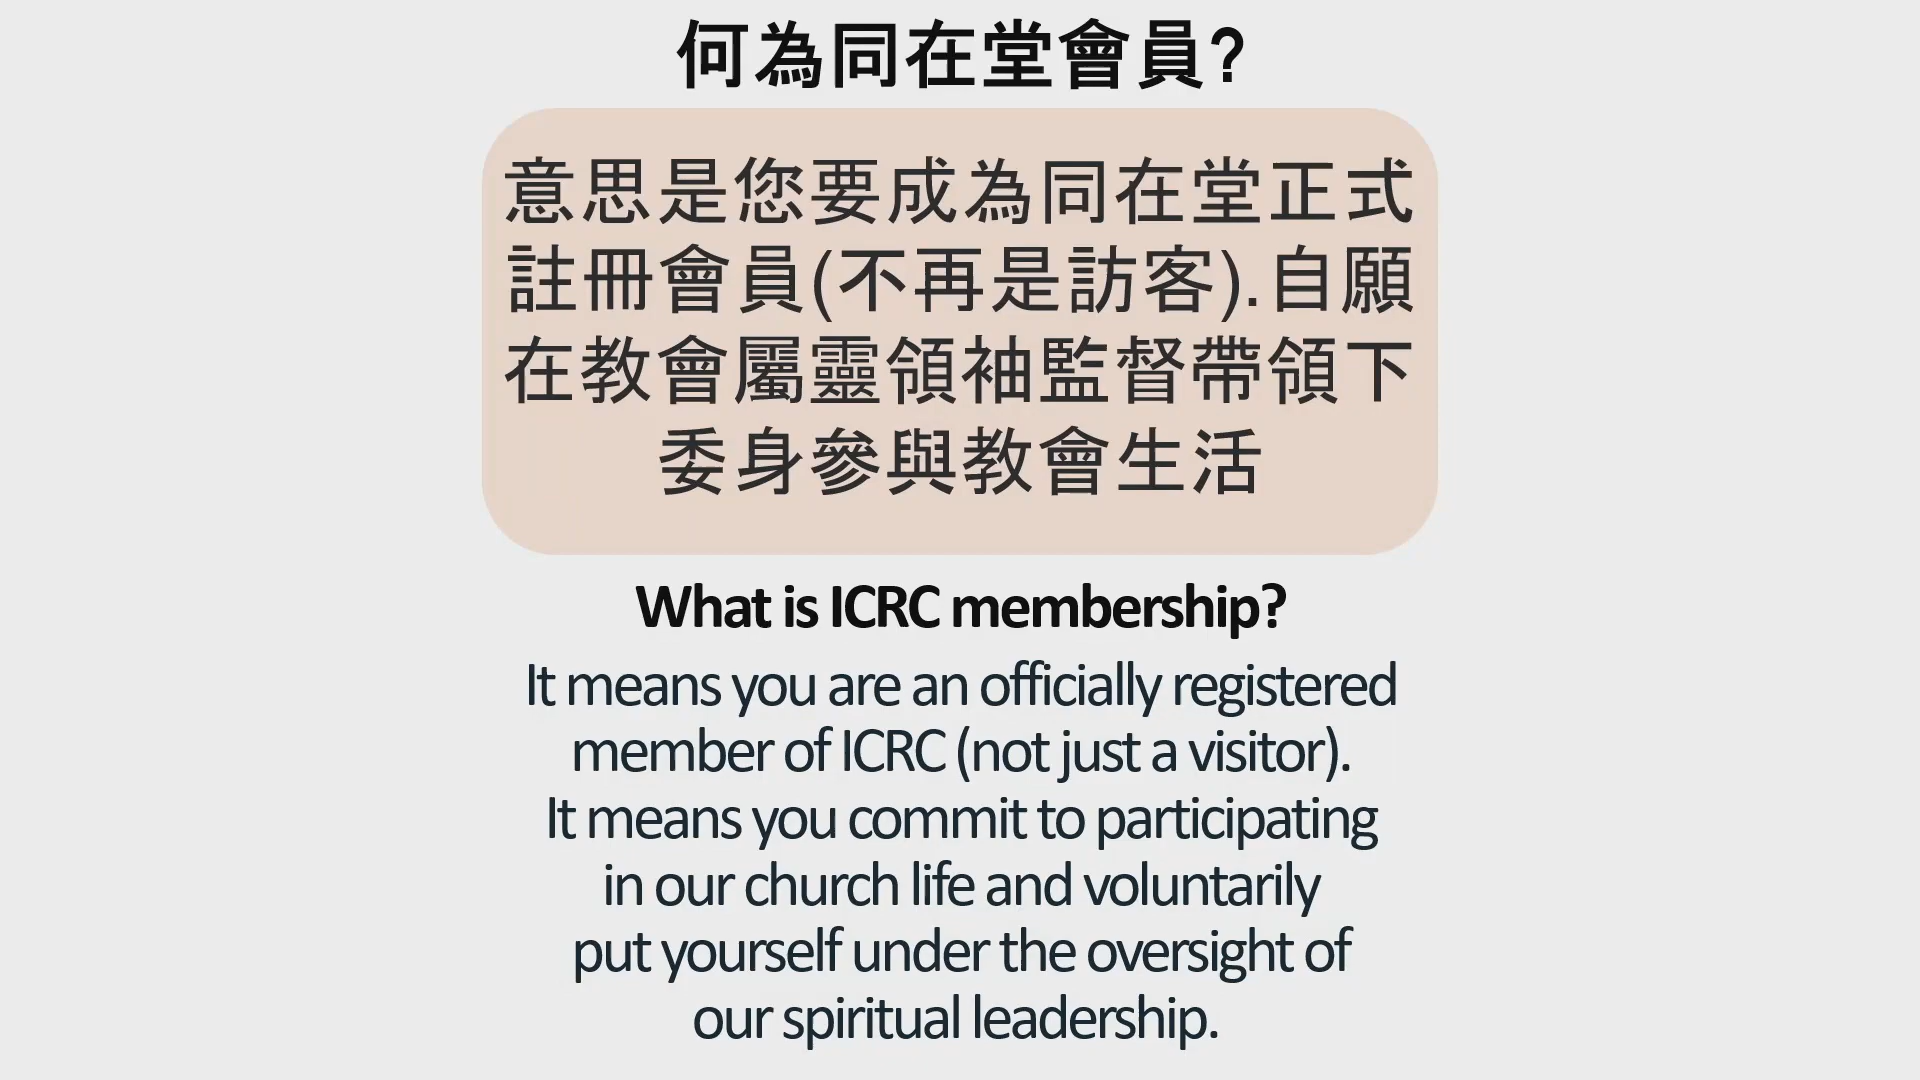 何為同在堂會員?
意思是您要成為同在堂正式
註冊會員(不再是訪客).自願
在教會屬靈領袖監督帶領下
委身參與教會生活
What is ICRC membership?
It means you are an officially registered
member of ICRC (not just a visitor).
It means you commit to participating
in our church life and voluntarily
put yourself under the oversight of
our spiritual leadership.